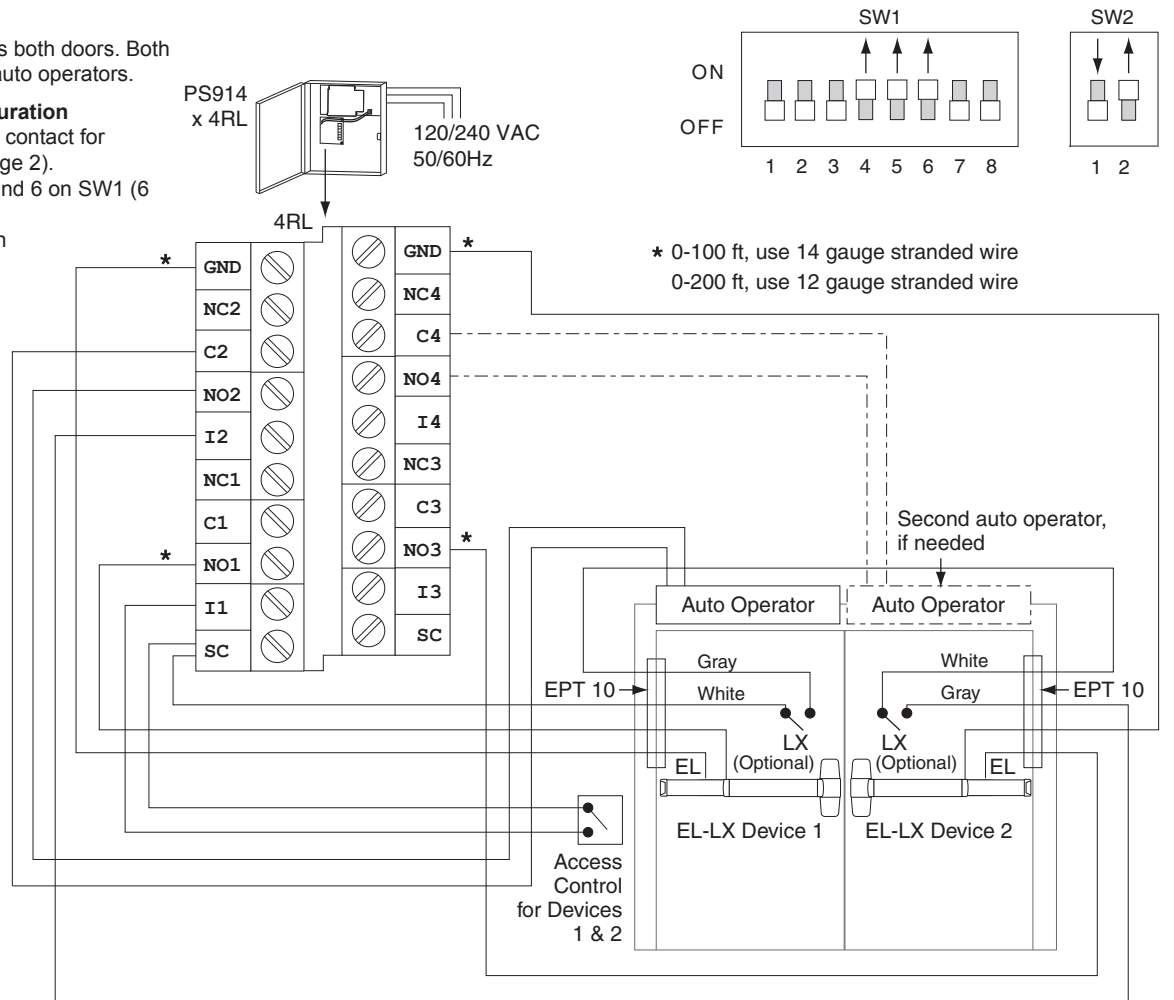 s both doors. Both
auto operators.
uration
contact for
ge 2).
nd 6 on SW1 (6
n
PS914
x 4RL
120/240 VAC
50/60Hz
SW1
SW2
ON
OFF
1 2 3 4 5 6 7 8
1 2
4RL
* 0-100 ft, use 14 gauge stranded wire
0-200 ft, use 12 gauge stranded wire
*
GND
NC2
C2
NO2
I2
NC1
C1
*
NO1
I1
SC
GND
*
NC4
C4
NO4
I4
NC3
C3
NO3
*
I3
SC
Second auto operator,
if needed
Auto Operator
Auto Operator
EPT 10
Gray
White
LX
(Optional)
EL
White
Gray
EPT 10
LX
(Optional)
EL
EL-LX Device 1
EL-LX Device 2
Access
Control
for Devices
1 & 2